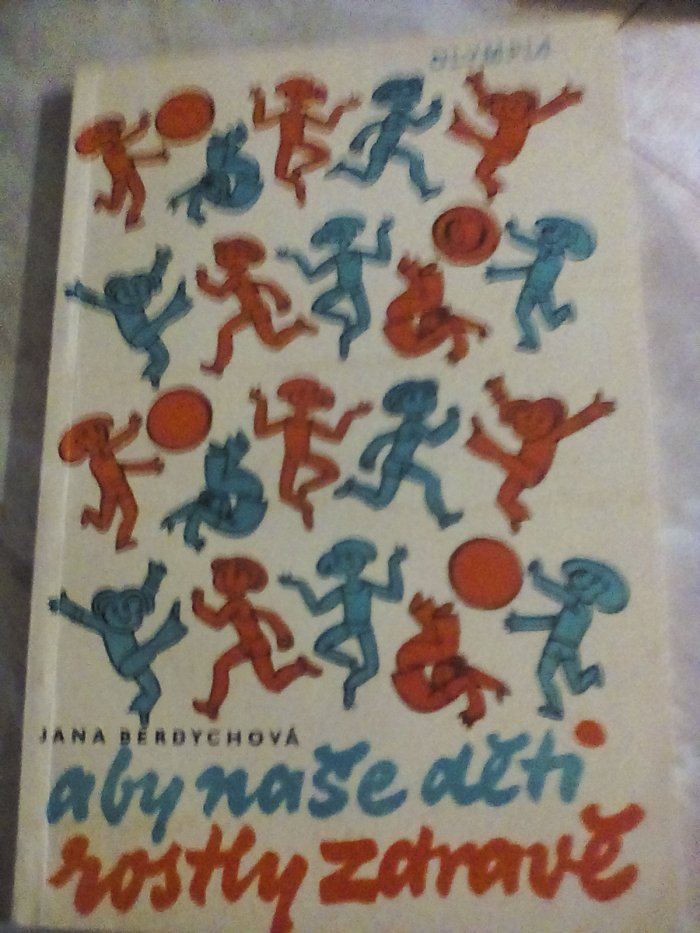 OLYMPIA
JANA BERDYCHOVÁ
aby naše děti
rostly zdravě